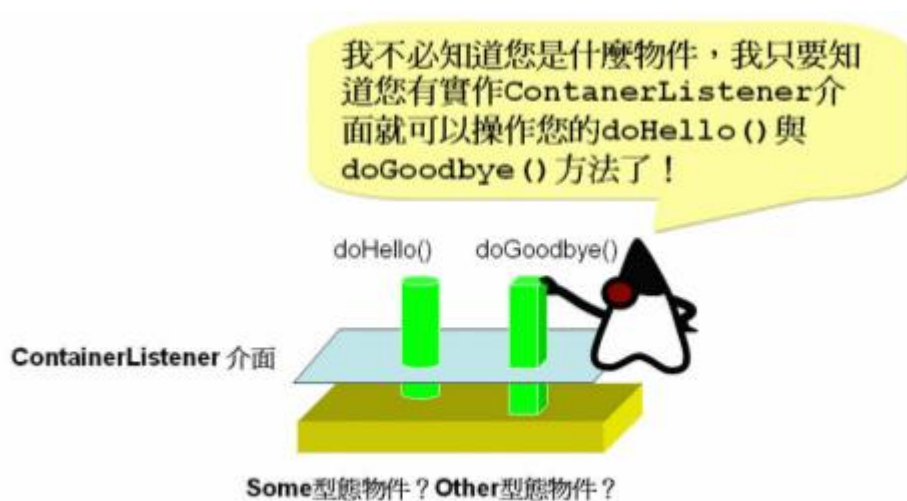 我不必知道您是什麼物件，我只要知
道您有實作ContanerListener介
面就可以操作您的doHello()與
doGoodbye()方法了！
doHello()
doGoodbye()
ContainerListener 介面
Some型態物件？Other型態物件？